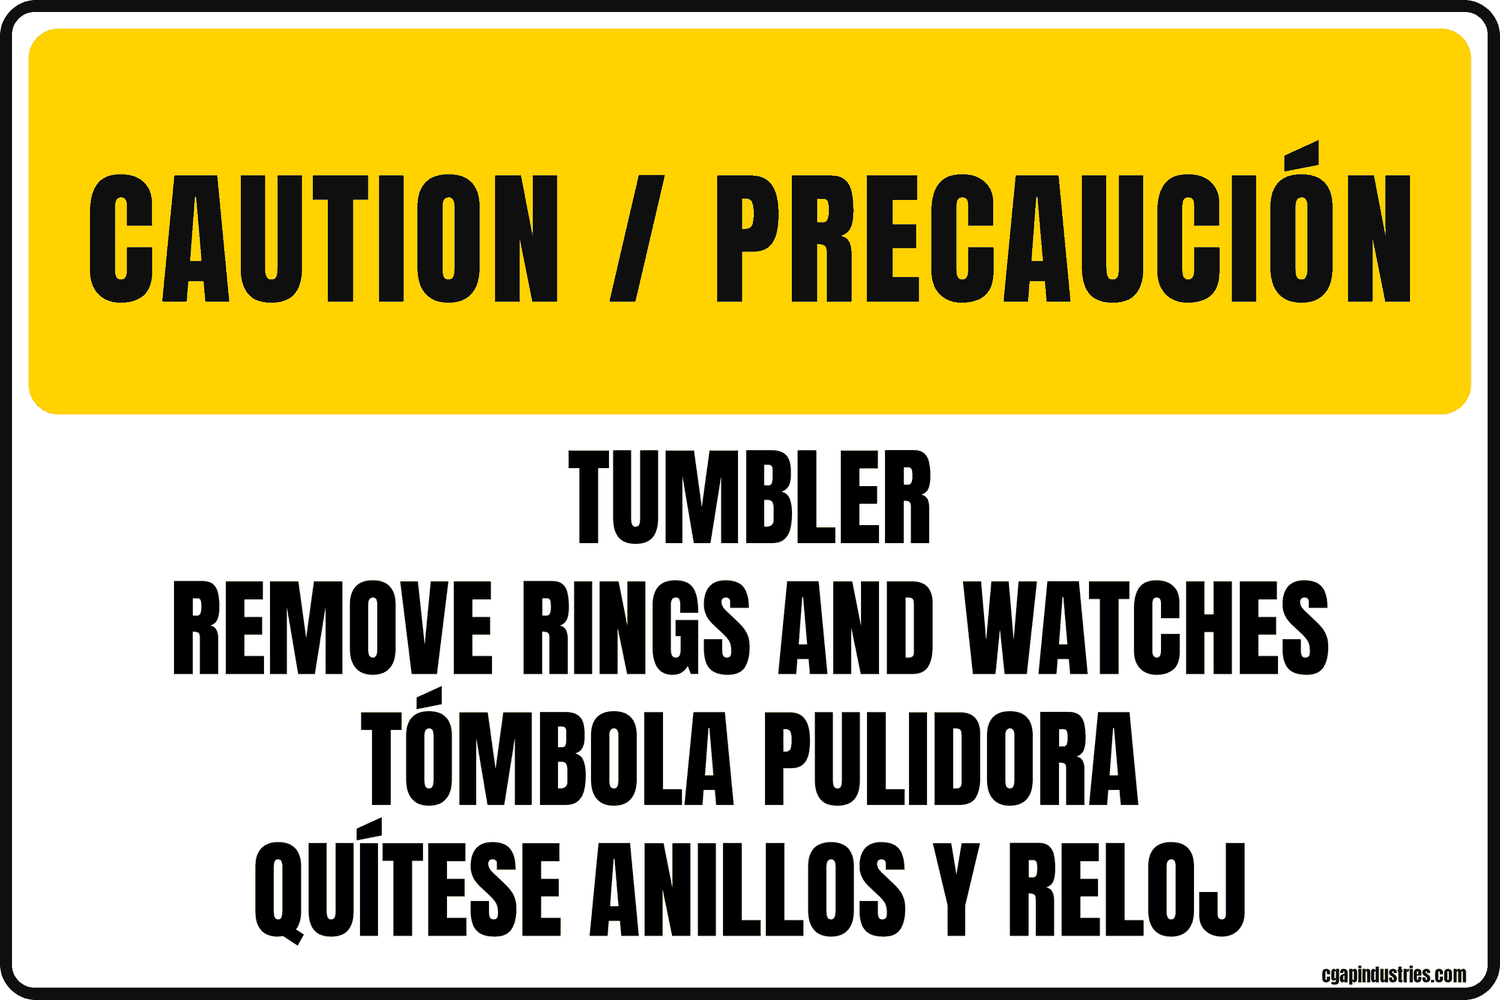 CAUTION / PRECAUCIÓN
TUMBLER
REMOVE RINGS AND WATCHES
TÓMBOLA PULIDORA
QUÍTESE ANILLOS Y RELOJ
cgapindustries.com